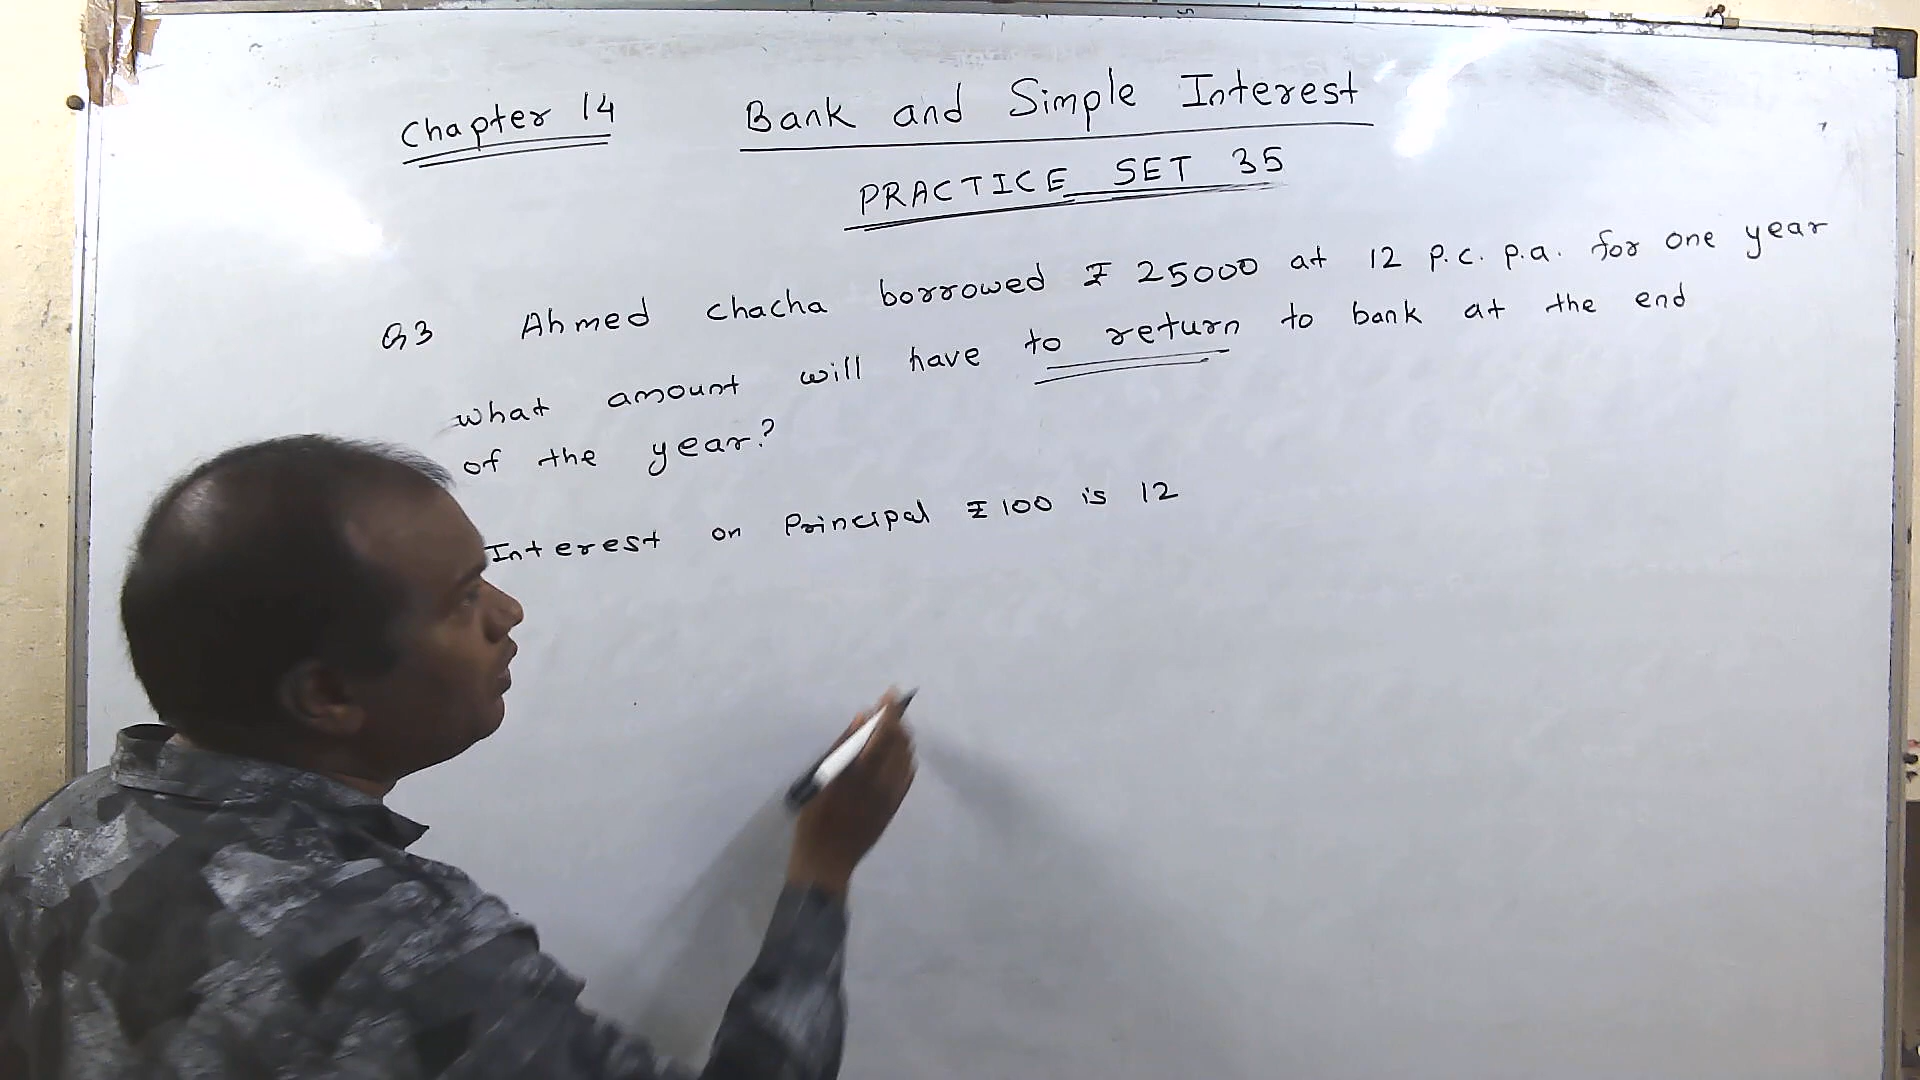 Chapter 14 Bank and Simple Interest
PRACTICE SET 35
Q3 Ahmed chacha borrowed ₹ 25000 at 12 p.c. p.a. for one year
what amount will have to return to bank at the end
of the year?
Interest on Principal ₹ 100 is 12